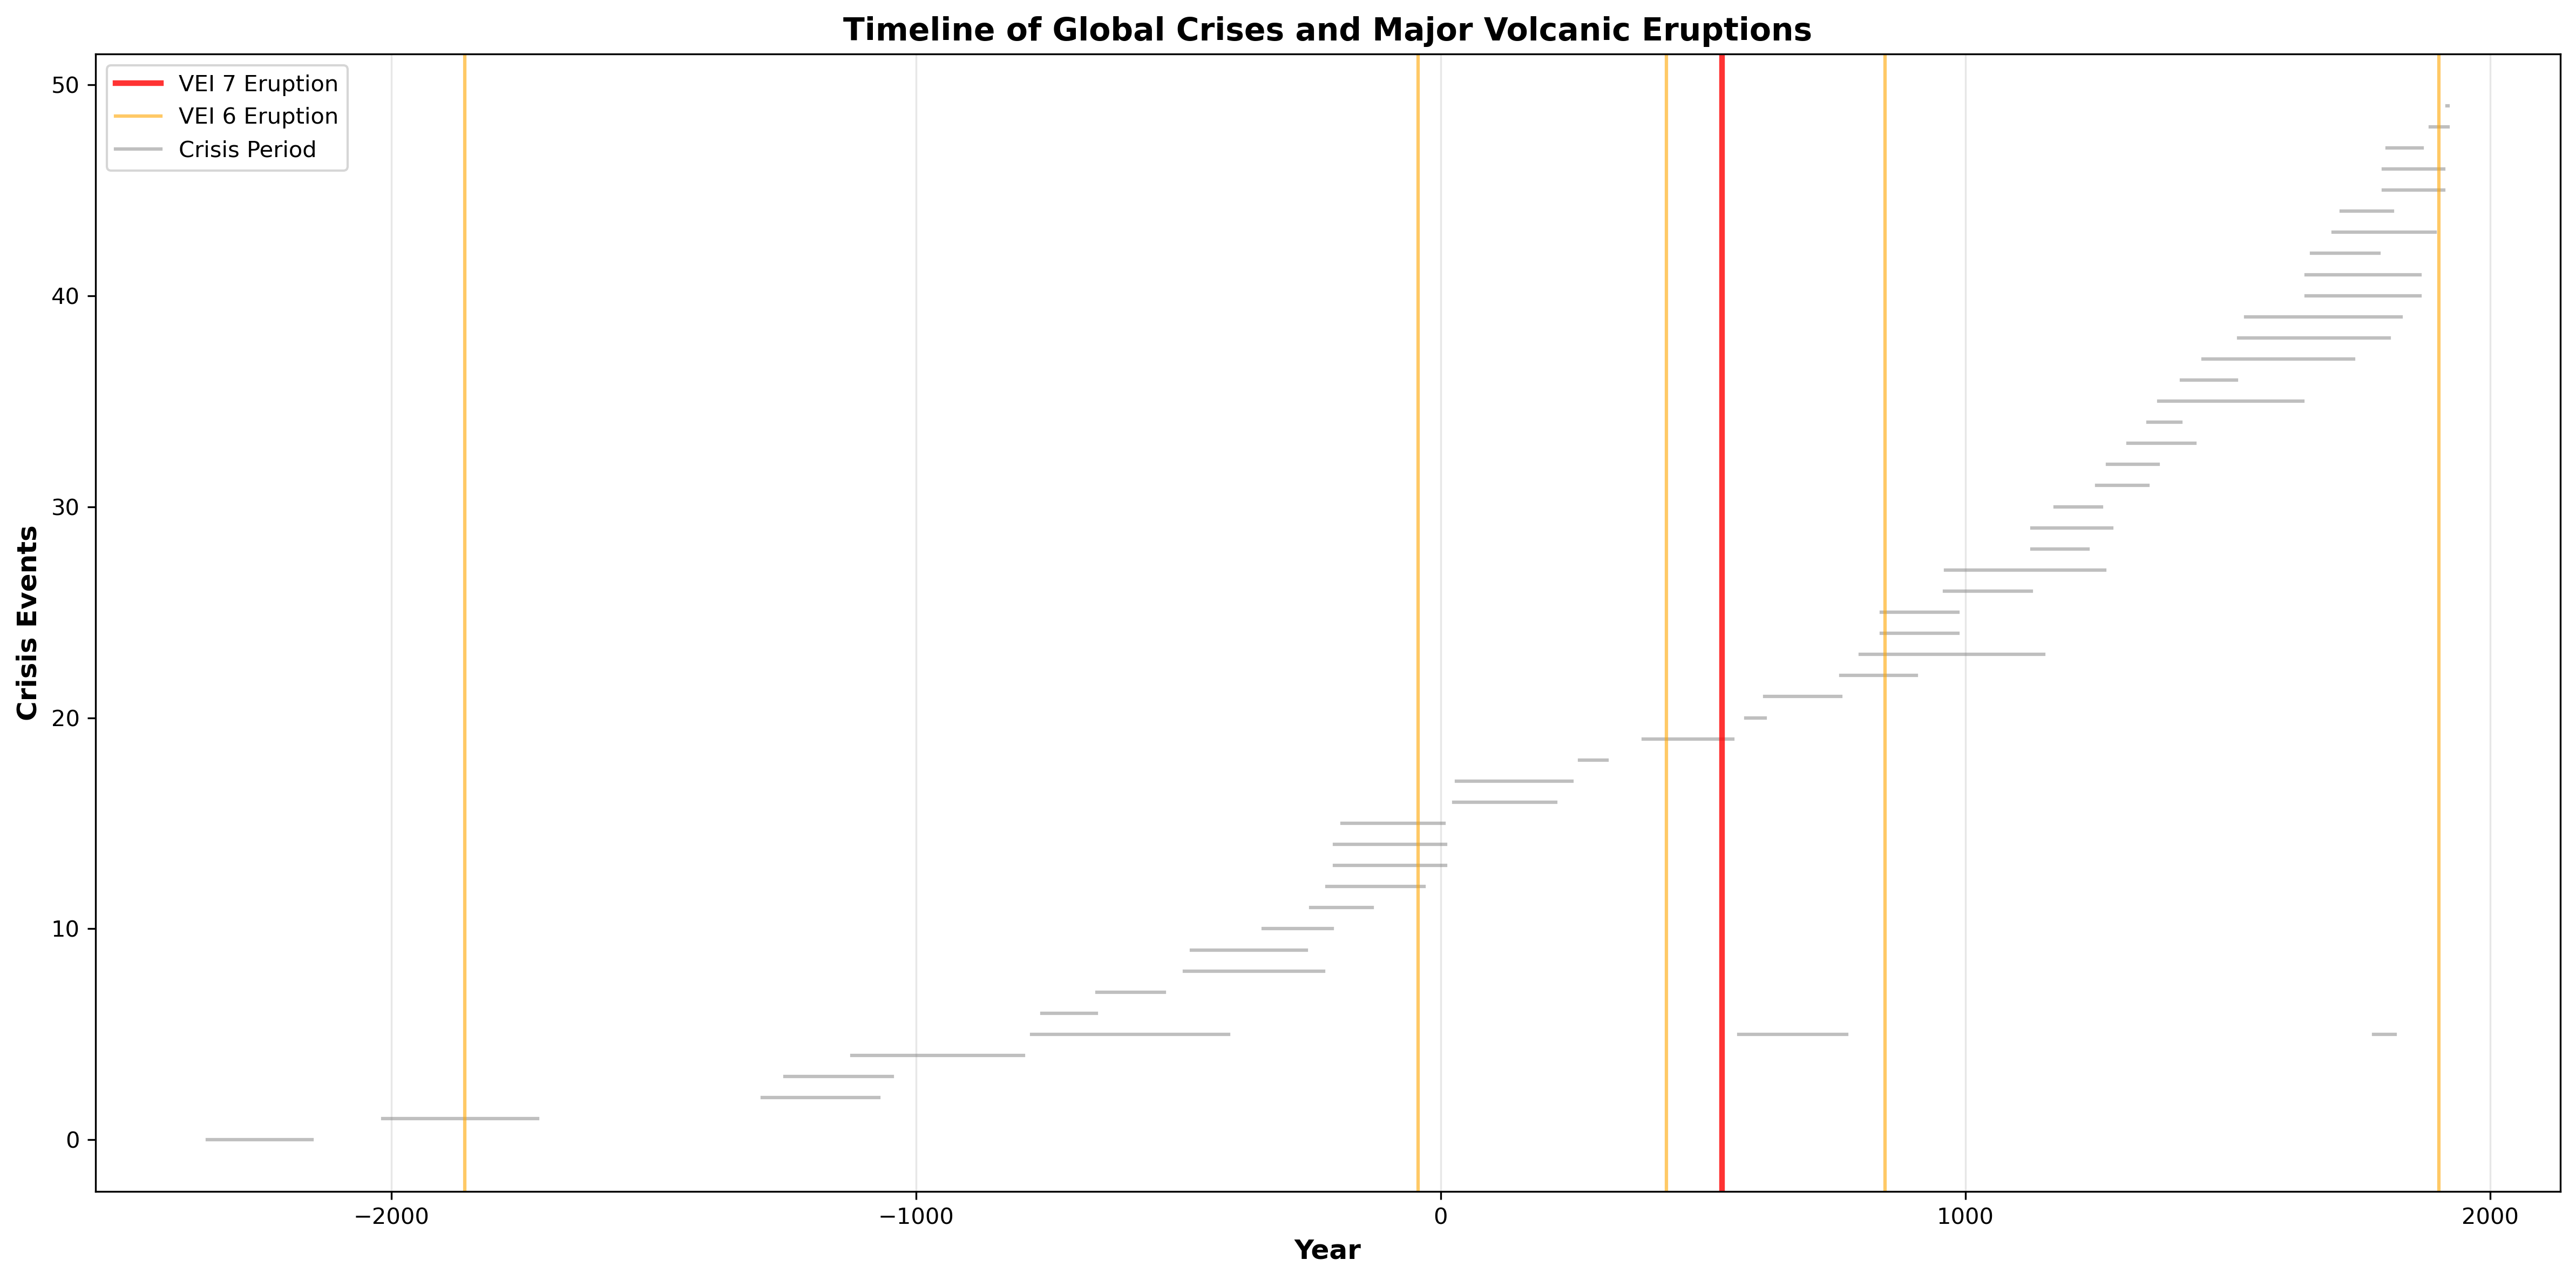 Timeline of Global Crises and Major Volcanic Eruptions
VEI 7 Eruption
VEI 6 Eruption
Crisis Period
Crisis Events
50
40
30
20
10
0
−2000
−1000
0
1000
2000
Year